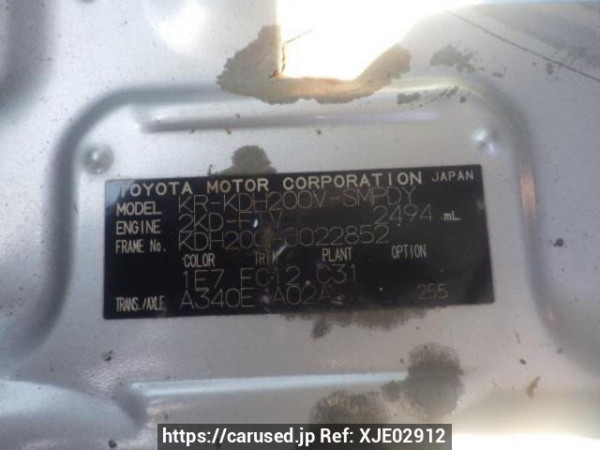 TOYOTA MOTOR CORPORATION JAPAN
MODEL KR-KDH200V-SMPDY
ENGINE 2KD-FTV 2494 mL
FRAME No. KDH200-0022852
COLOR TRIM PLANT OPTION
1E7 EC12 C31
TRANS./AXLE A340E A02A 255
https://carused.jp Ref: XJE02912